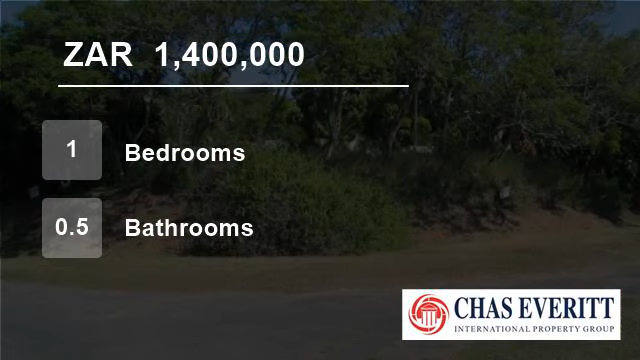 ZAR 1,400,000
1 Bedrooms
0.5 Bathrooms
CHAS EVERITT
INTERNATIONAL PROPERTY GROUP